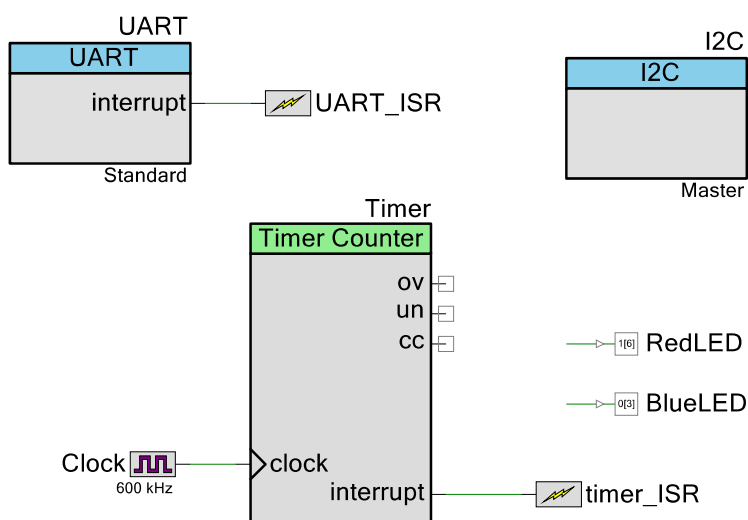 UART
UART
interrupt
UART_ISR
Standard
I2C
I2C
Master
Timer
Timer Counter
ov
un
cc
1[6]
RedLED
0[3]
BlueLED
Clock
600 kHz
clock
interrupt
timer_ISR